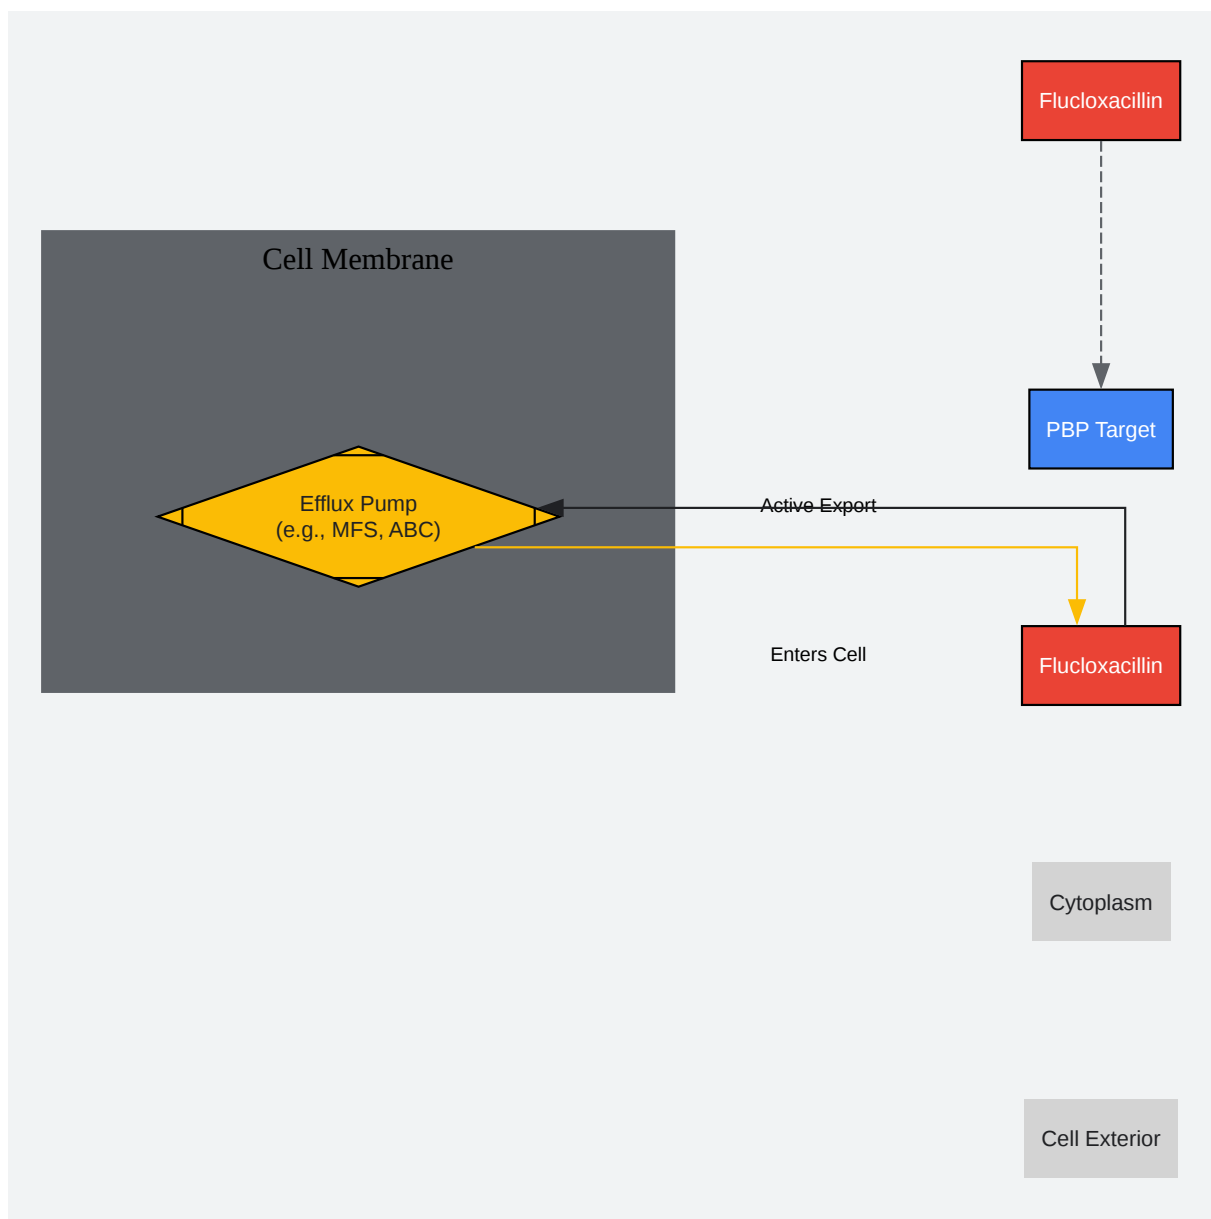 Flucloxacillin
Cell Membrane
PBP Target
Efflux Pump
(e.g., MFS, ABC)
Active Export
Enters Cell
Flucloxacillin
Cytoplasm
Cell Exterior